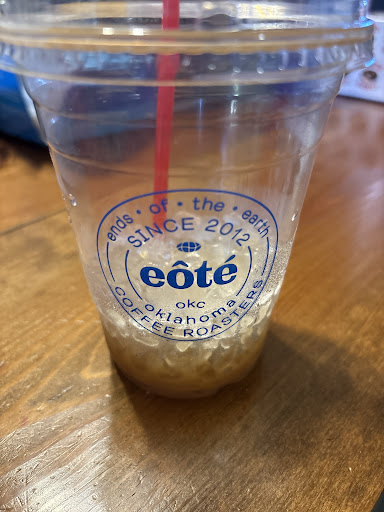 ends • of • the • earth
SINCE 2012
eôté
okc
oklahoma
COFFEE ROASTERS